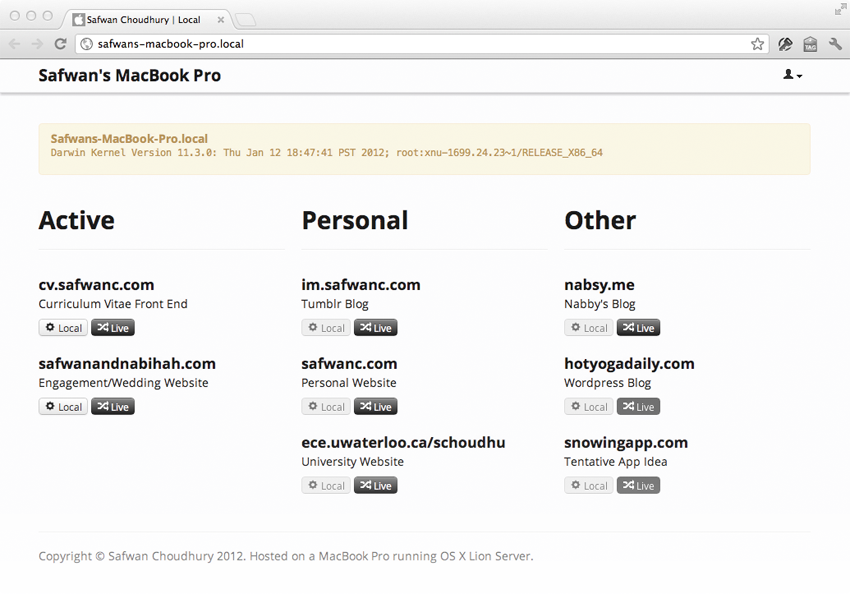 Safwan Choudhury | Local
safwans-macbook-pro.local
TAG
Safwan's MacBook Pro
Safwans-MacBook-Pro.local
Darwin Kernel Version 11.3.0: Thu Jan 12 18:47:41 PST 2012; root:xnu-1699.24.23~1/RELEASE_X86_64
Active
cv.safwanc.com
Curriculum Vitae Front End
Local Live
safwanandnabihah.com
Engagement/Wedding Website
Local Live
Personal
im.safwanc.com
Tumblr Blog
Local Live
safwanc.com
Personal Website
Local Live
ece.uwaterloo.ca/schoudhu
University Website
Local Live
Other
nabsy.me
Nabby's Blog
Local Live
hotyogadaily.com
Wordpress Blog
Local Live
snowingapp.com
Tentative App Idea
Local Live
Copyright © Safwan Choudhury 2012. Hosted on a MacBook Pro running OS X Lion Server.